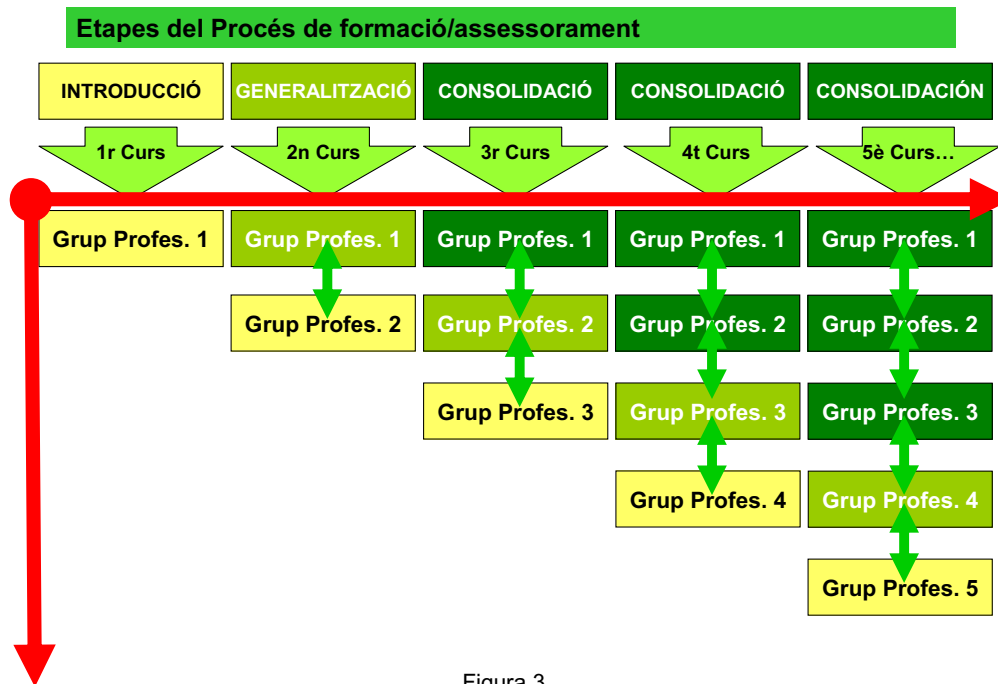 Etapes del Procés de formació/assessorament
INTRODUCCIÓ
GENERALITZACIÓ
CONSOLIDACIÓ
CONSOLIDACIÓ
CONSOLIDACIÓN
1r Curs
2n Curs
3r Curs
4t Curs
5è Curs…
Grup Profes. 1
Grup Profes. 1
Grup Profes. 1
Grup Profes. 1
Grup Profes. 1
Grup Profes. 2
Grup Profes. 2
Grup Profes. 2
Grup Profes. 2
Grup Profes. 3
Grup Profes. 3
Grup Profes. 3
Grup Profes. 4
Grup Profes. 4
Grup Profes. 5
Figura 3